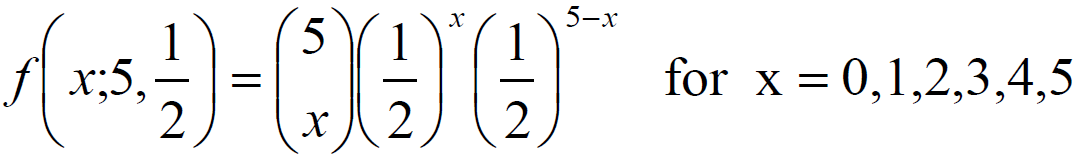 f(x;5,1/2) = (5 x)(1/2)^x (1/2)^5-x for x = 0,1,2,3,4,5